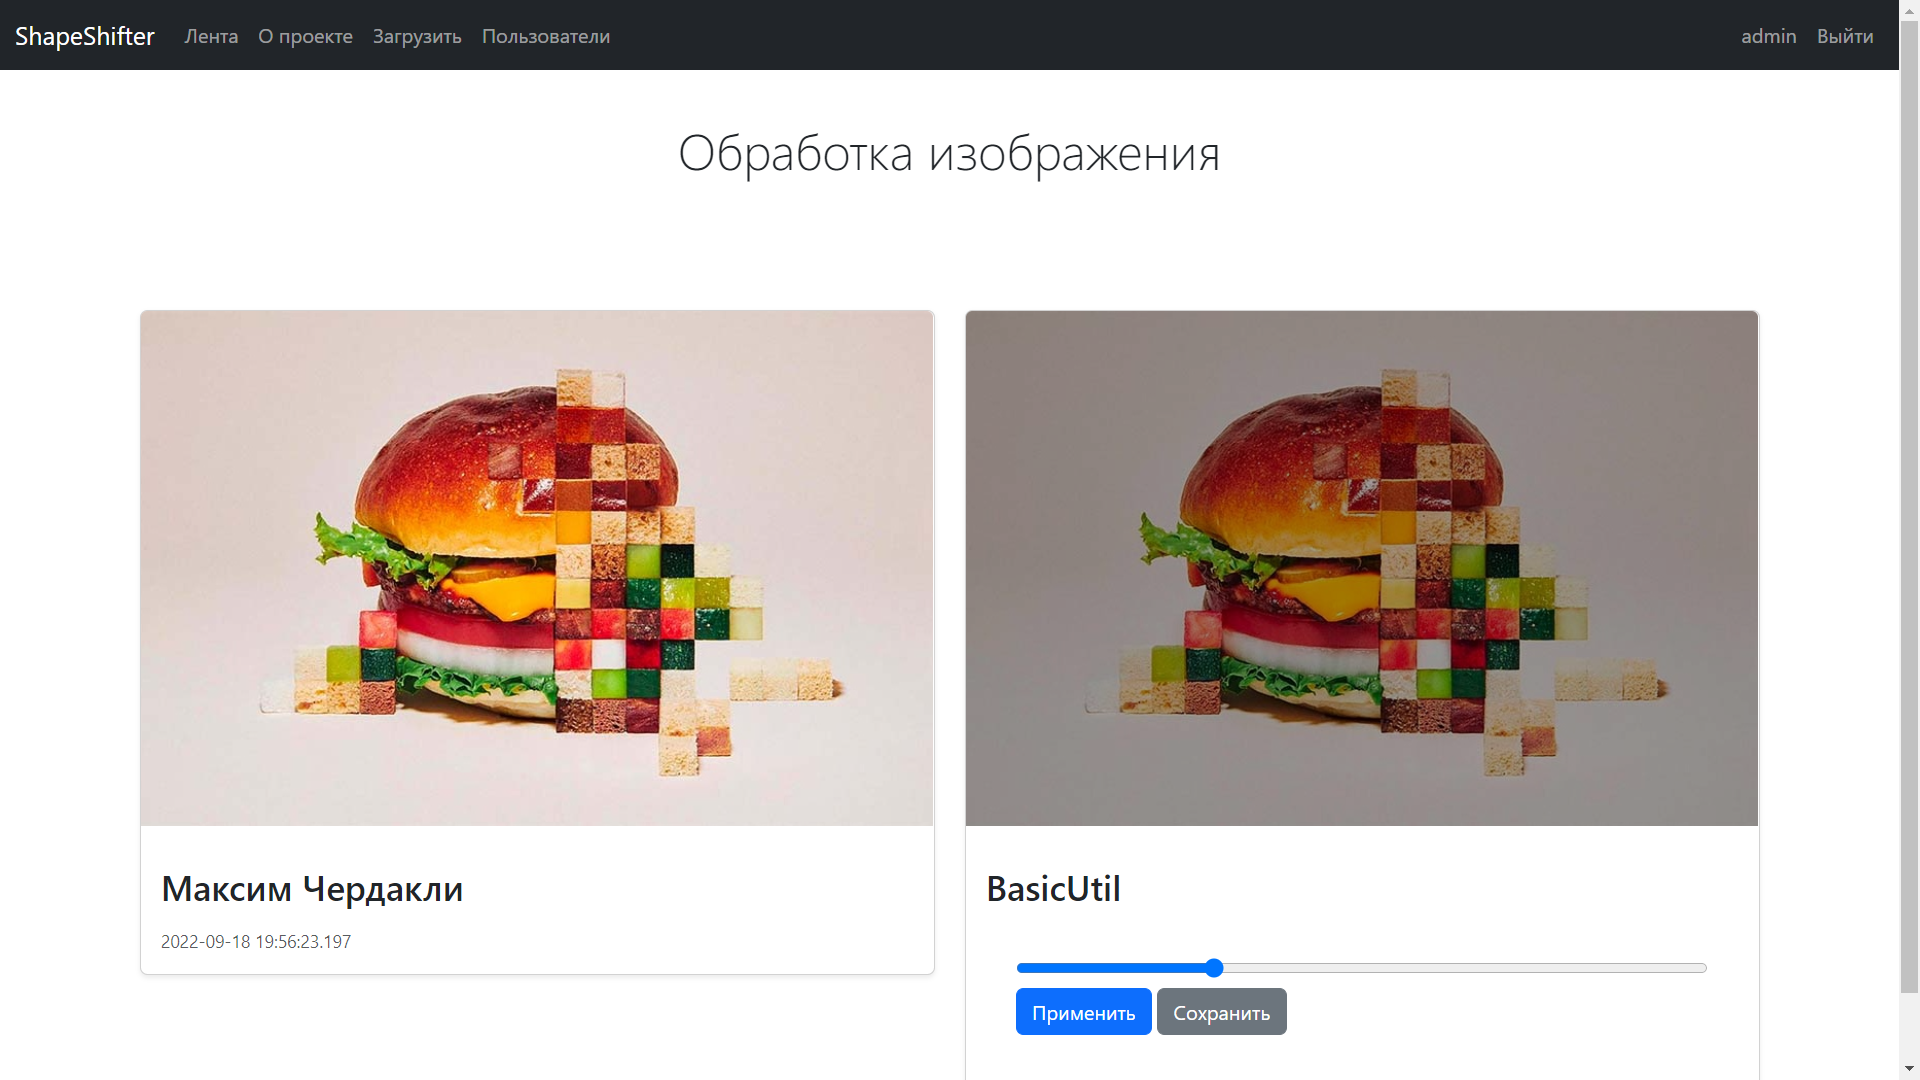 ShapeShifter Лента О проекте Загрузить Пользователи admin Выйти
Обработка изображения
Максим Чердакли
2022-09-18 19:56:23.197
BasicUtil
Применить Сохранить